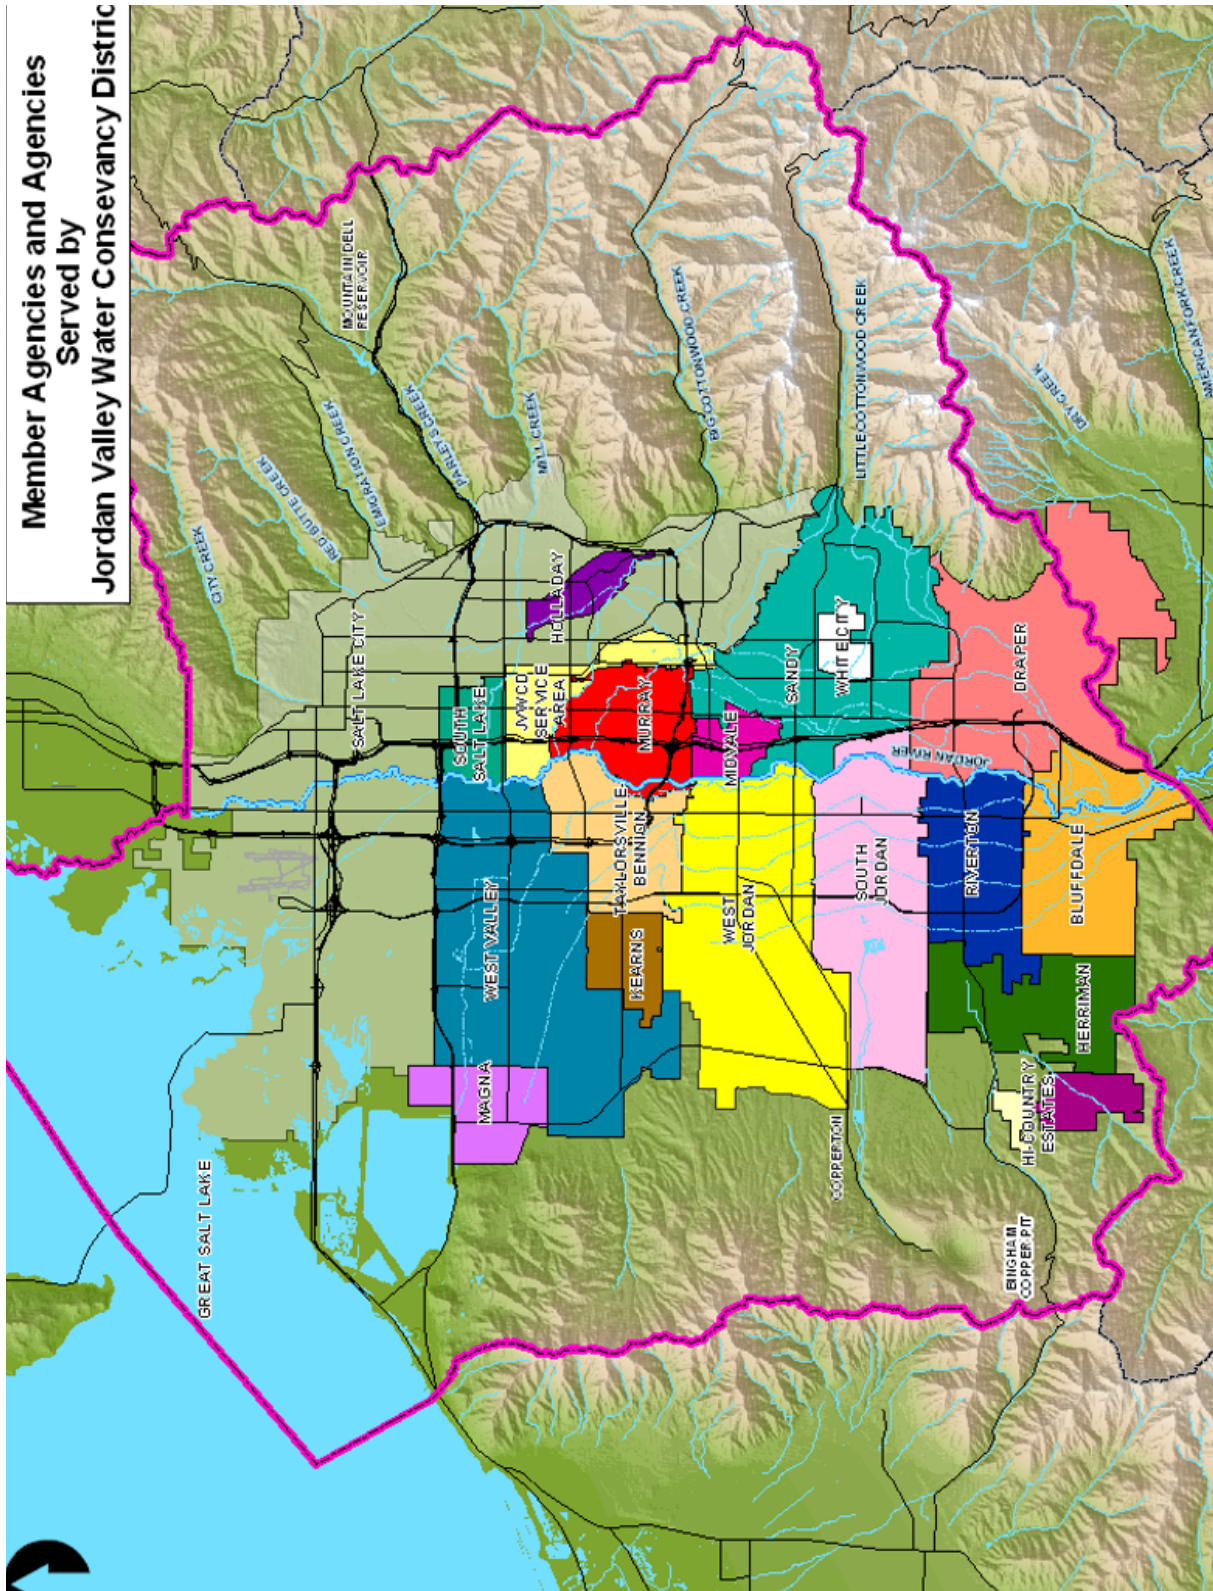 Member Agencies and Agencies
Served by
Jordan Valley Water Consevancy Distric
CITY CREEK
RED BUTTE CREEK
EMIGRATION CREEK
PARLEYS CREEK
MILL CREEK
MOUNTAIN DELL
RESERVOIR
BIG COTTONWOOD CREEK
LITTLE COTTONWOOD CREEK
DRY CREEK
AMERICAN FORK CREEK
SALT LAKE CITY
SOUTH
SALT LAKE
JVWCD
SERVICE
AREA
HOLLADAY
MURRAY
MIDVALE
SANDY
WHITE CITY
DRAPER
JORDAN RIVER
WEST VALLEY
TAYLORSVILLE-
BENNION
KEARNS
WEST
JORDAN
SOUTH
JORDAN
RIVERTON
BLUFFDALE
HERRIMAN
MAGNA
HI-COUNTRY
ESTATES
COPPERTON
BINGHAM
COPPER PIT
GREAT SALT LAKE